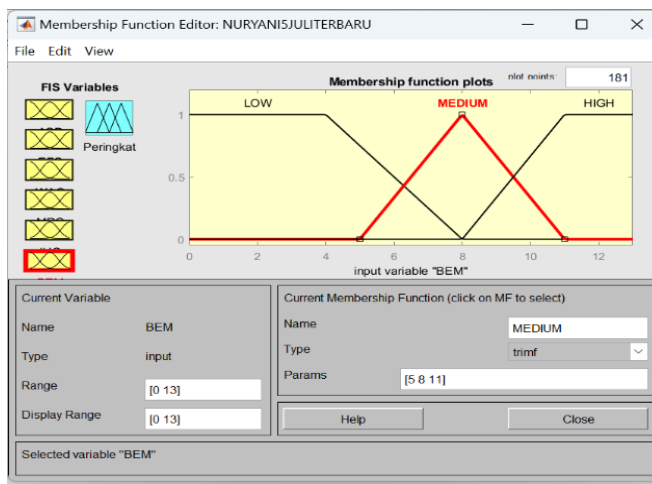 Membership Function Editor: NURYANI5JULITERBARU
File Edit View
FIS Variables
Peringkat
Membership function plots
plot points:
181
LOW
MEDIUM
HIGH
1
0.5
0
0 2 4 6 8 10 12
input variable "BEM"
Current Variable
Name BEM
Type input
Range [0 13]
Display Range [0 13]
Current Membership Function (click on MF to select)
Name MEDIUM
Type trimf
Params [5 8 11]
Help
Close
Selected variable "BEM"